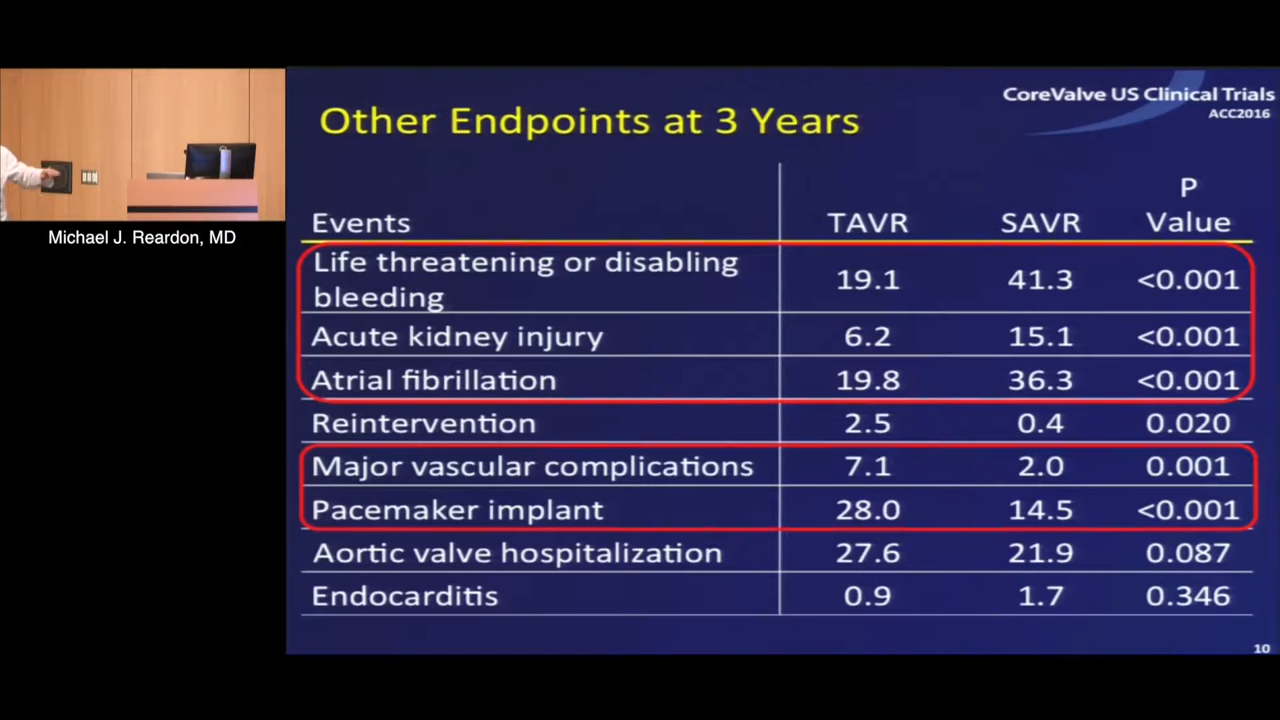 CoreValve US Clinical Trials
ACC2016
Other Endpoints at 3 Years
Michael J. Reardon, MD
Events TAVR SAVR P Value
Life threatening or disabling bleeding 19.1 41.3 <0.001
Acute kidney injury 6.2 15.1 <0.001
Atrial fibrillation 19.8 36.3 <0.001
Reintervention 2.5 0.4 0.020
Major vascular complications 7.1 2.0 0.001
Pacemaker implant 28.0 14.5 <0.001
Aortic valve hospitalization 27.6 21.9 0.087
Endocarditis 0.9 1.7 0.346
10